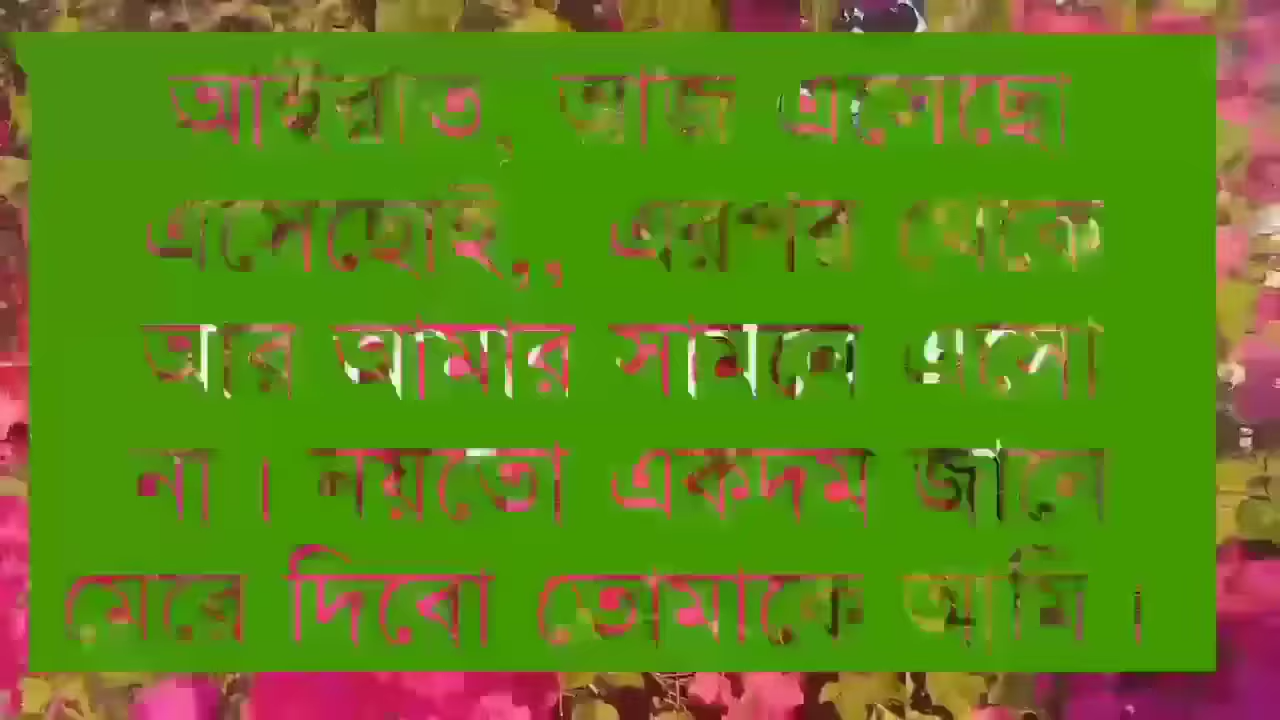 আইরাত, আজ এসেছো
এসেছোই,, এরপর থেকে
আর আমার সামনে এসো
না। নয়তো একদম জানে
মেরে দিবো তোমাকে আমি।